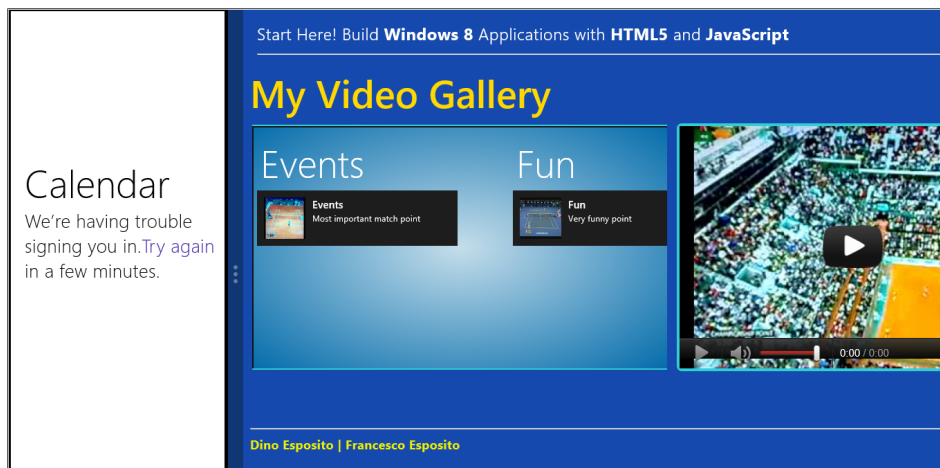 Calendar
We're having trouble
signing you in.Try again
in a few minutes.
Start Here! Build Windows 8 Applications with HTML5 and JavaScript
My Video Gallery
Events
Events
Most important match point
Fun
Fun
Very funny point
0:00 / 0:00
Dino Esposito | Francesco Esposito